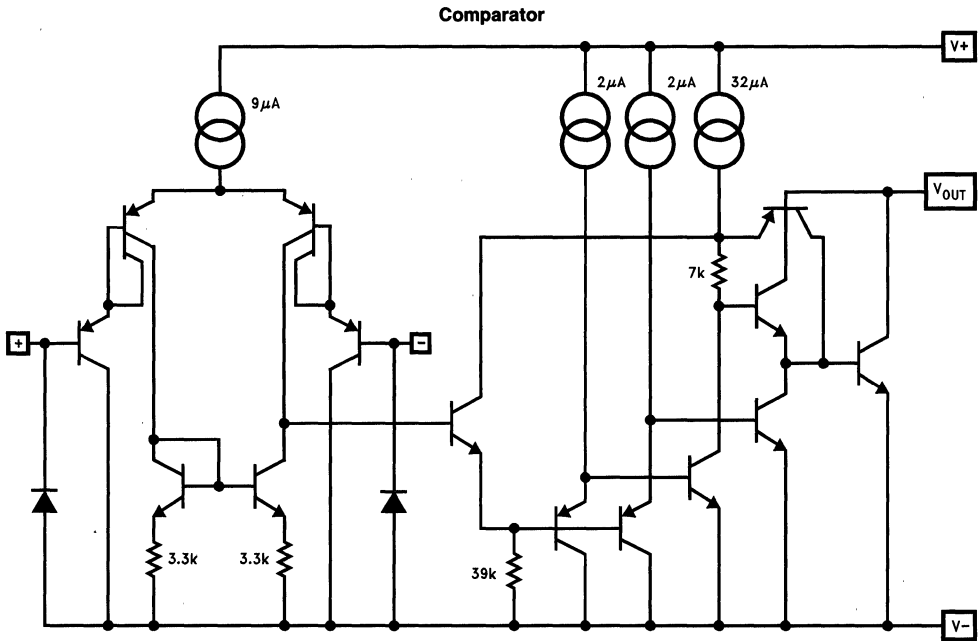 Comparator
V+
9μA
2μA
2μA
32μA
VOUT
7k
+
-
3.3k
3.3k
39k
V-